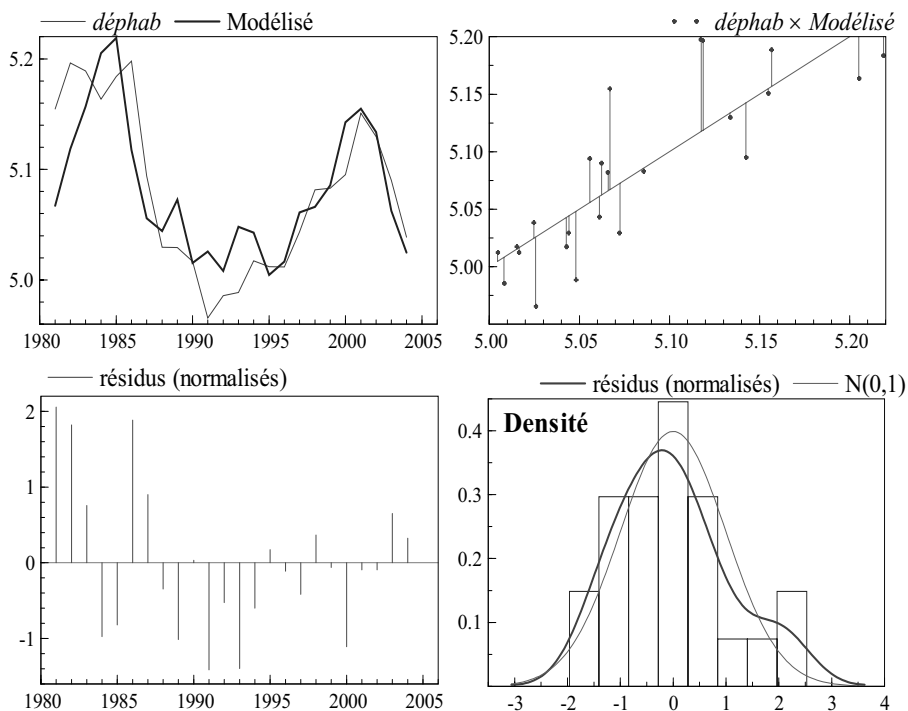 déphab Modélisé
5.2
5.1
5.0
1980 1985 1990 1995 2000 2005
déphab × Modélisé
5.20
5.15
5.10
5.05
5.00
5.00 5.05 5.10 5.15 5.20
résidus (normalisés)
2
1
0
-1
1980 1985 1990 1995 2000 2005
résidus (normalisés) N(0,1)
Densité
0.4
0.3
0.2
0.1
-3 -2 -1 0 1 2 3 4